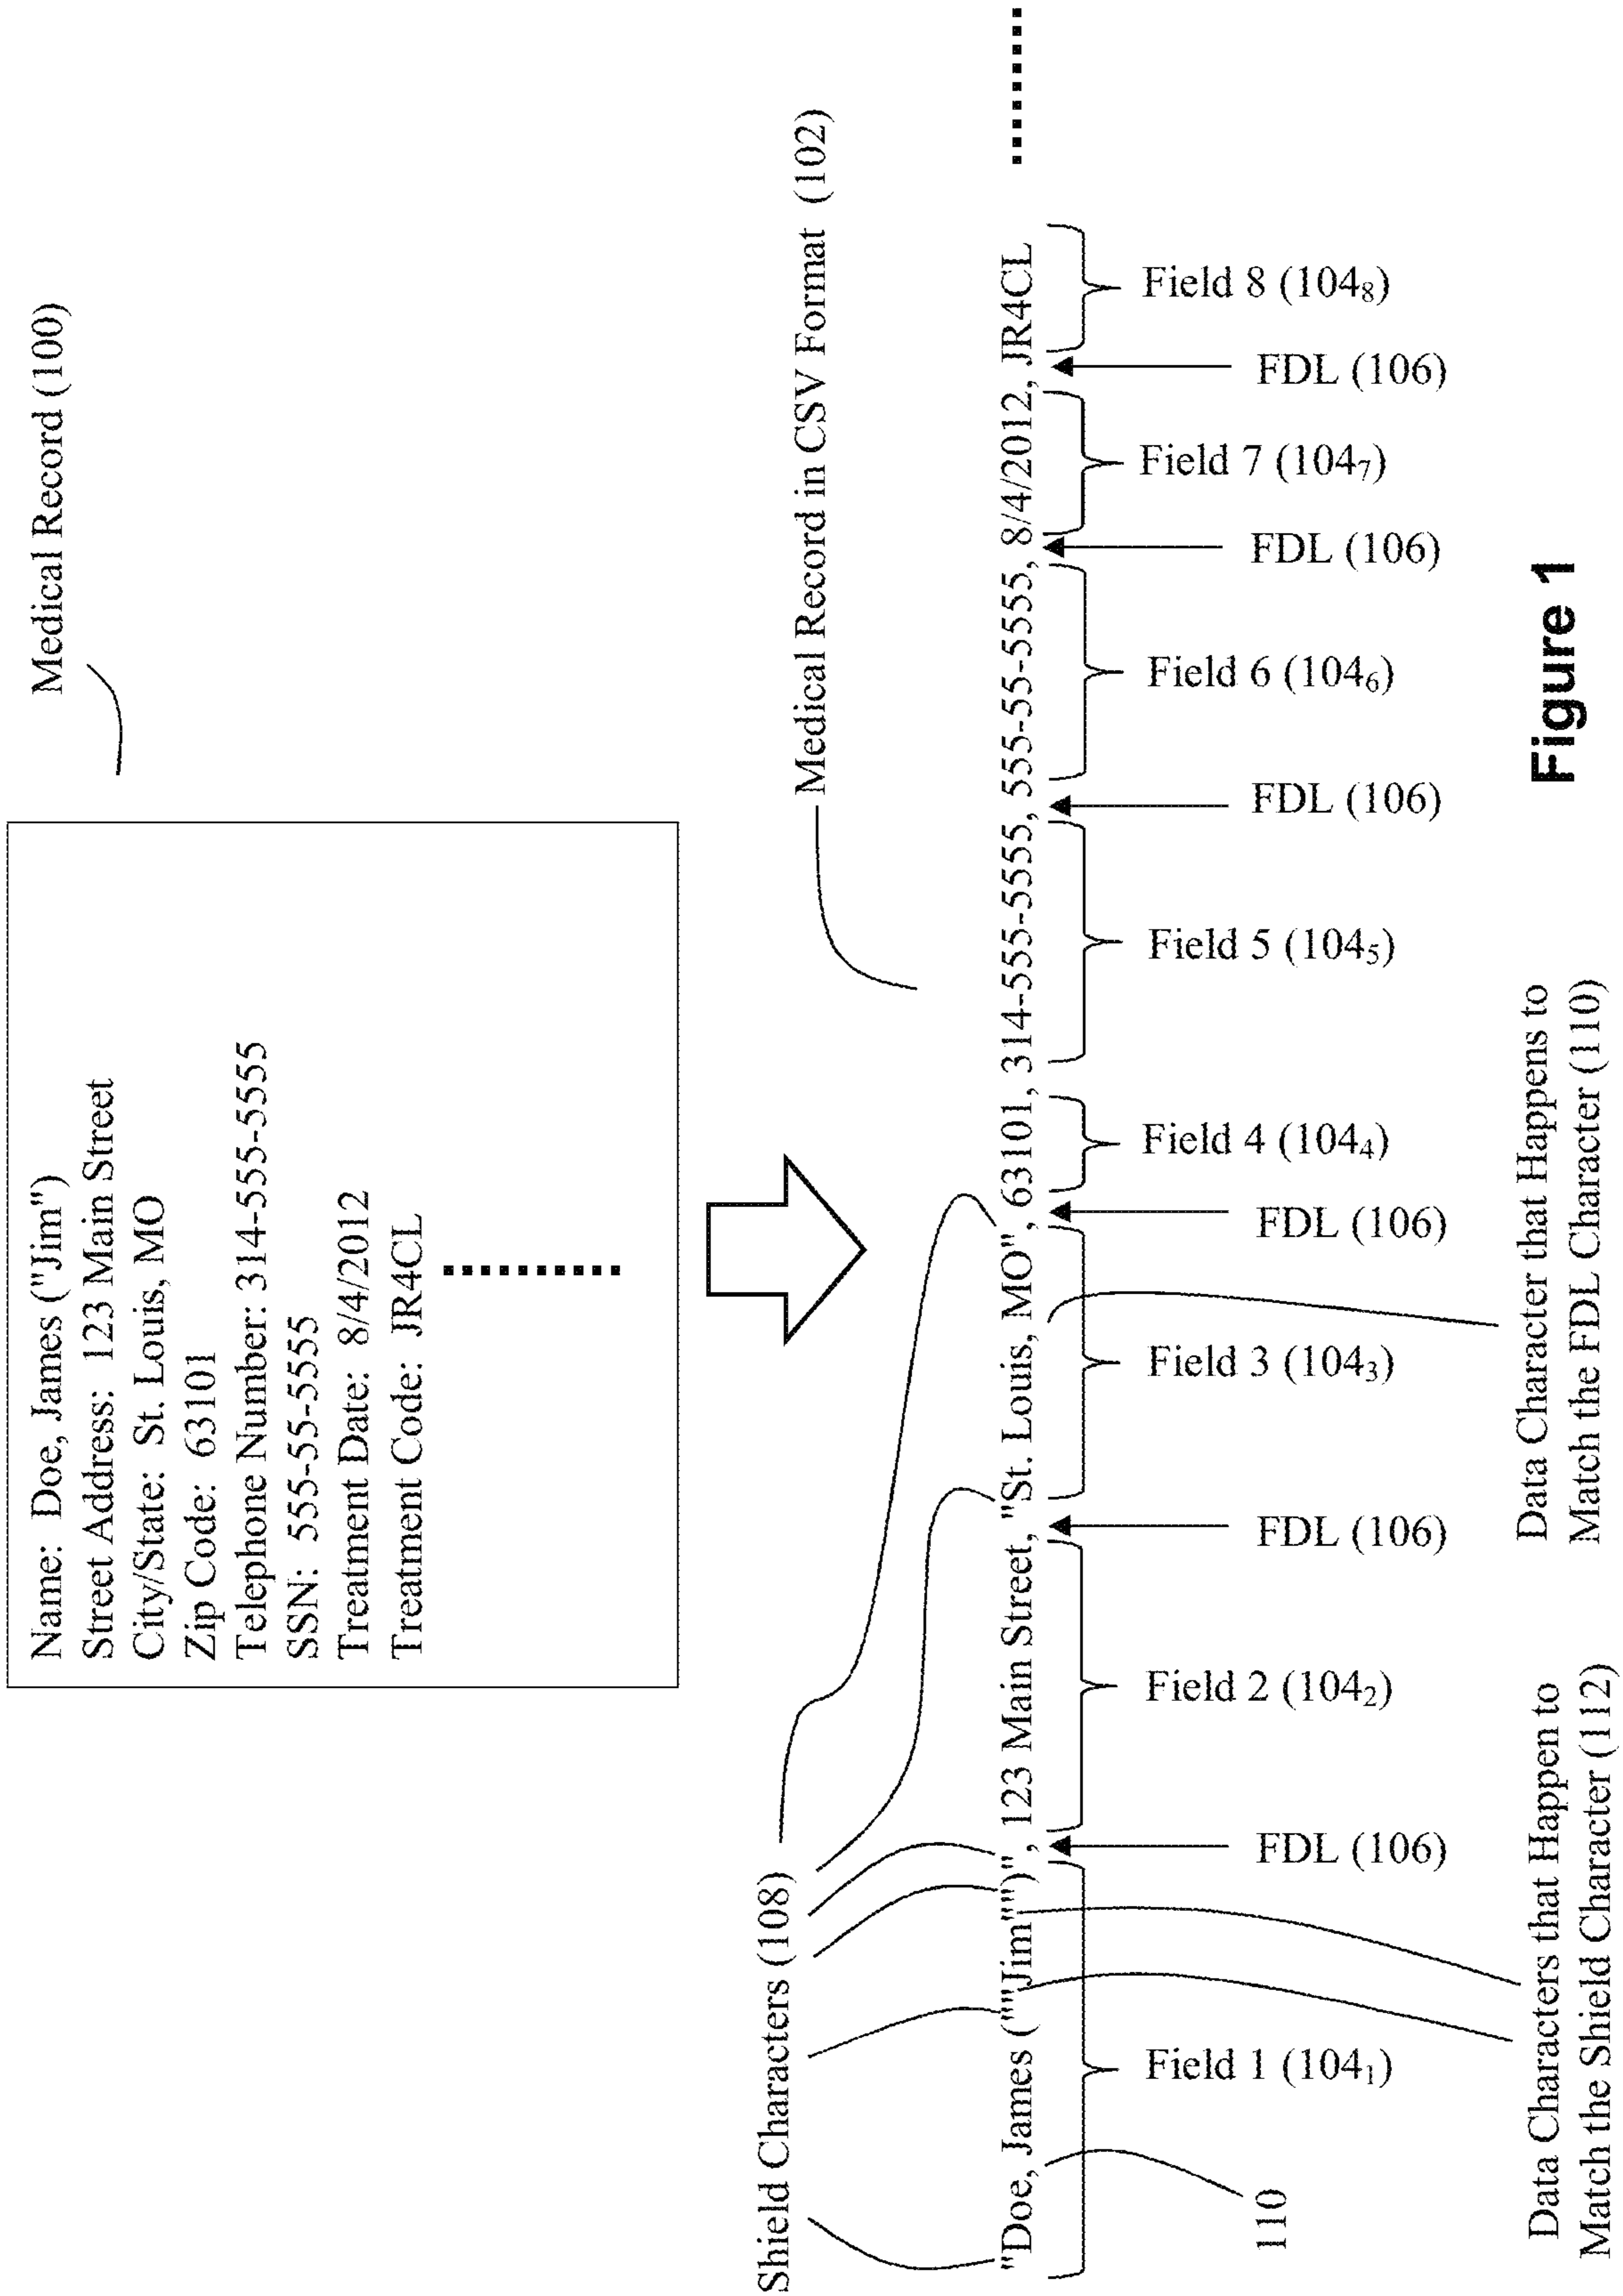 Medical Record (100)
Name: Doe, James ("Jim")
Street Address: 123 Main Street
City/State: St. Louis, MO
Zip Code: 63101
Telephone Number: 314-555-5555
SSN: 555-55-5555
Treatment Date: 8/4/2012
Treatment Code: JR4CL
Medical Record in CSV Format (102)
Shield Characters (108)
"Doe, James (""Jim"")", 123 Main Street, "St. Louis, MO", 63101, 314-555-5555, 555-55-5555, 8/4/2012, JR4CL
Field 1 (104₁)
Field 2 (104₂)
Field 3 (104₃)
Field 4 (104₄)
Field 5 (104₅)
Field 6 (104₆)
Field 7 (104₇)
Field 8 (104₈)
110
FDL (106)
FDL (106)
FDL (106)
FDL (106)
FDL (106)
FDL (106)
Data Characters that Happen to
Match the Shield Character (112)
Data Character that Happens to
Match the FDL Character (110)
Figure 1